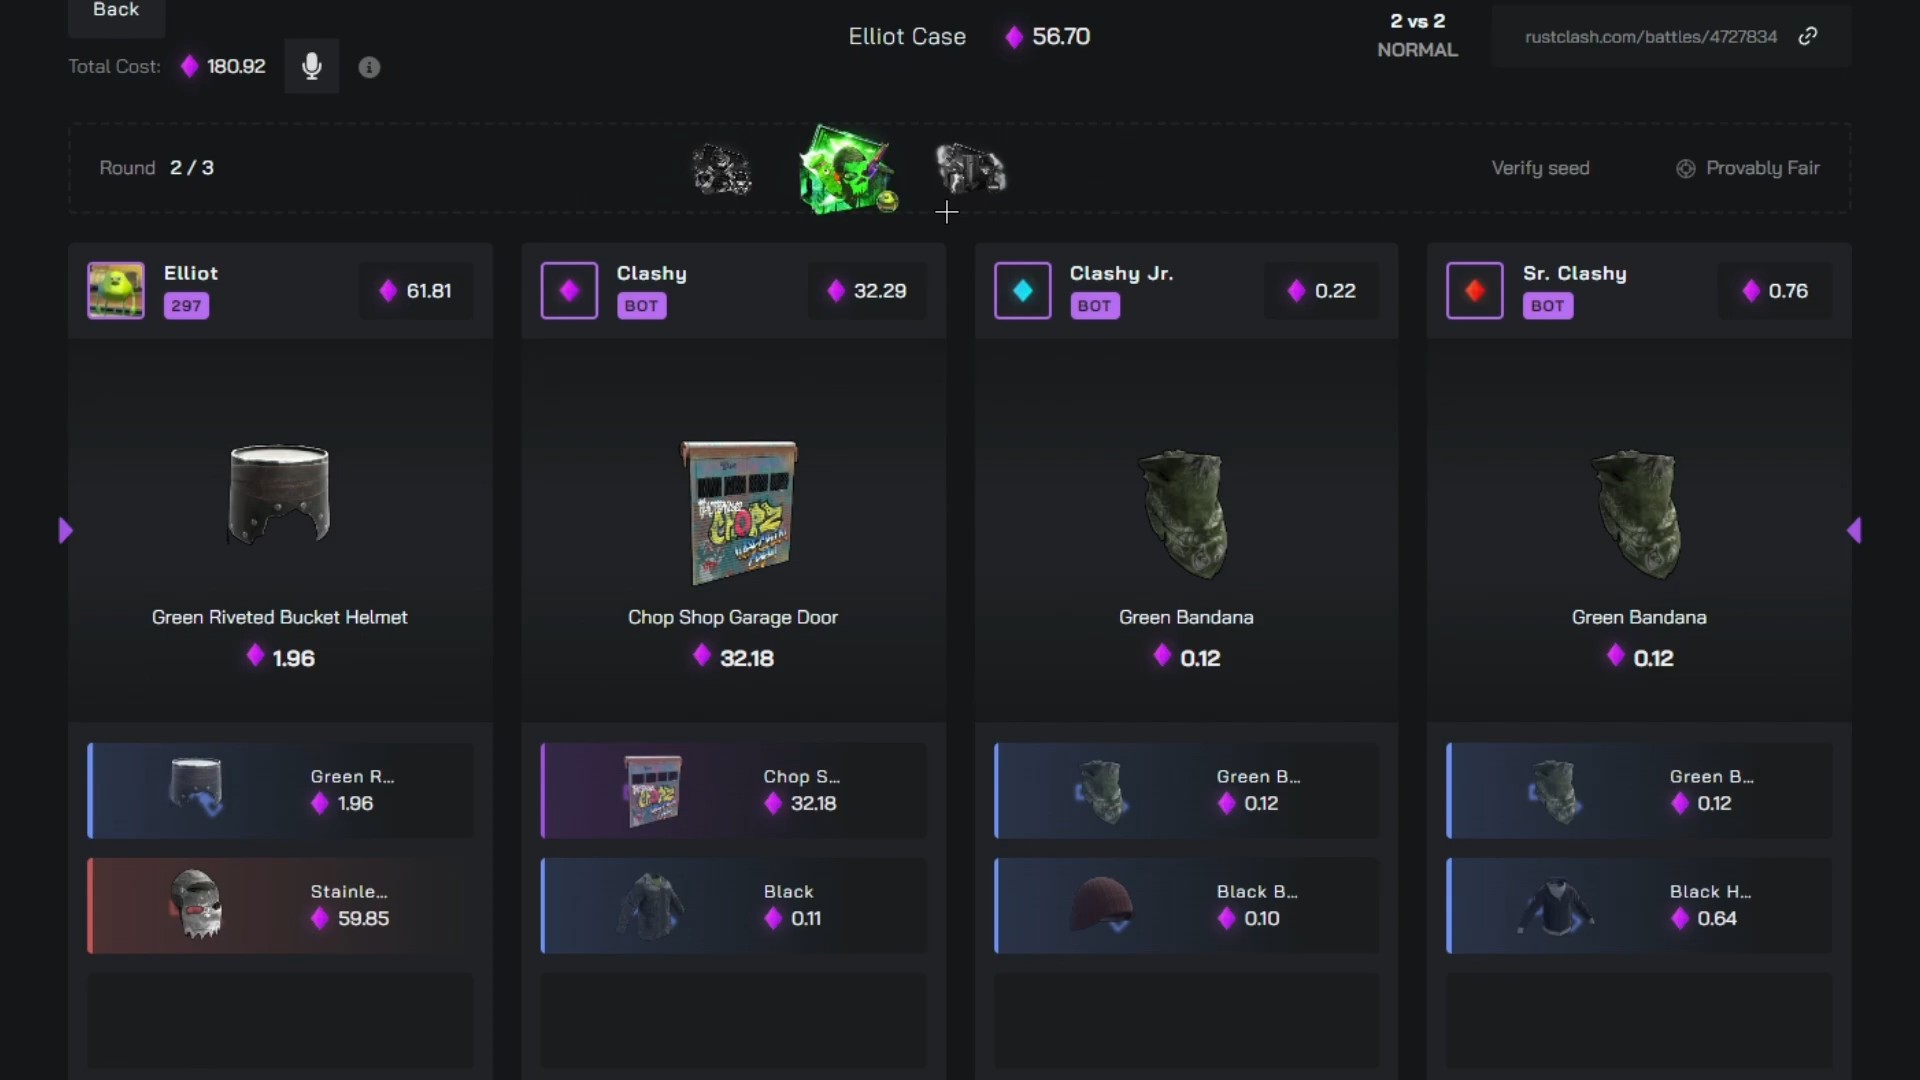 Back
Total Cost: 180.92
Elliot Case 56.70
2 vs 2
NORMAL
rustclash.com/battles/4727834
Round 2 / 3
Verify seed
Provably Fair
Elliot
297
61.81
Clashy
BOT
32.29
Clashy Jr.
BOT
0.22
Sr. Clashy
BOT
0.76
CHOPZ
Green Riveted Bucket Helmet
1.96
Chop Shop Garage Door
32.18
Green Bandana
0.12
Green Bandana
0.12
Green R...
1.96
Chop S...
32.18
Green B...
0.12
Green B...
0.12
Stainle...
59.85
Black
0.11
Black B...
0.10
Black H...
0.64